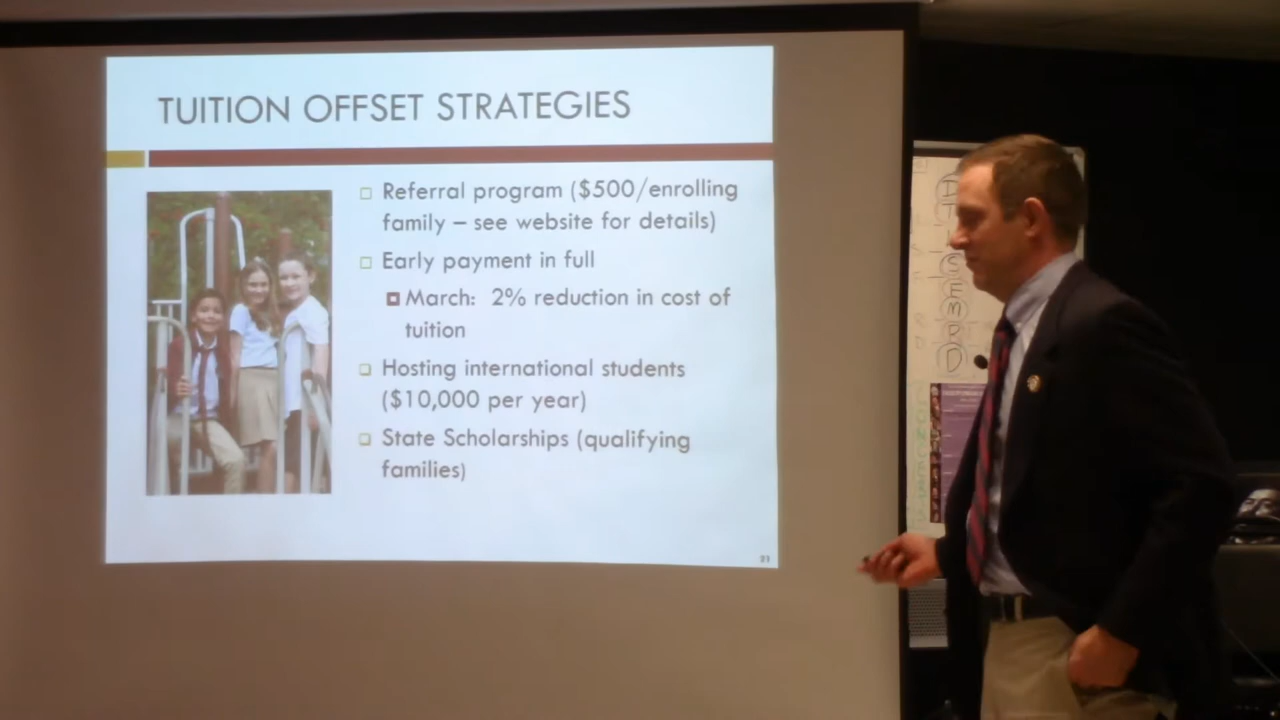 TUITION OFFSET STRATEGIES
Referral program ($500/enrolling
family – see website for details)
Early payment in full
March: 2% reduction in cost of
tuition
Hosting international students
($10,000 per year)
State Scholarships (qualifying
families)